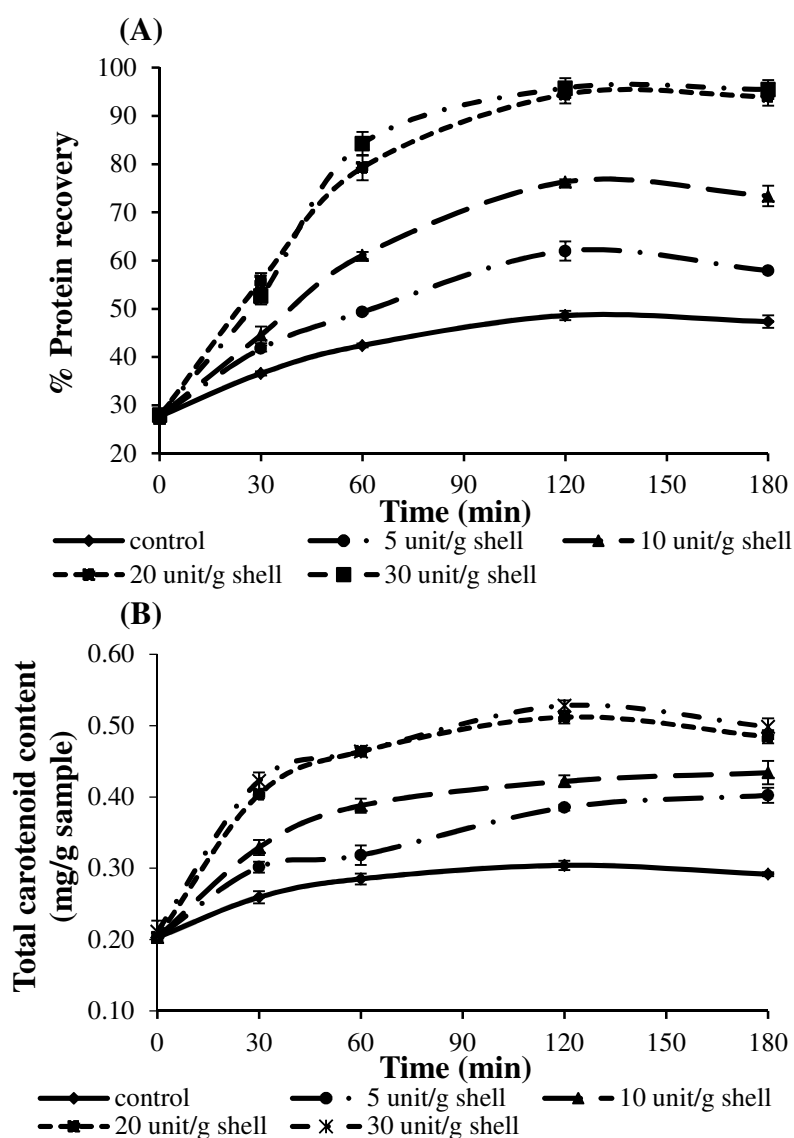 (A)
100
90
80
70
60
50
40
30
20
% Protein recovery
0 30 60 90 120 150 180
Time (min)
control 5 unit/g shell 10 unit/g shell
20 unit/g shell 30 unit/g shell
(B)
0.60
0.50
0.40
0.30
0.20
0.10
Total carotenoid content
(mg/g sample)
0 30 60 90 120 150 180
Time (min)
control 5 unit/g shell 10 unit/g shell
20 unit/g shell 30 unit/g shell